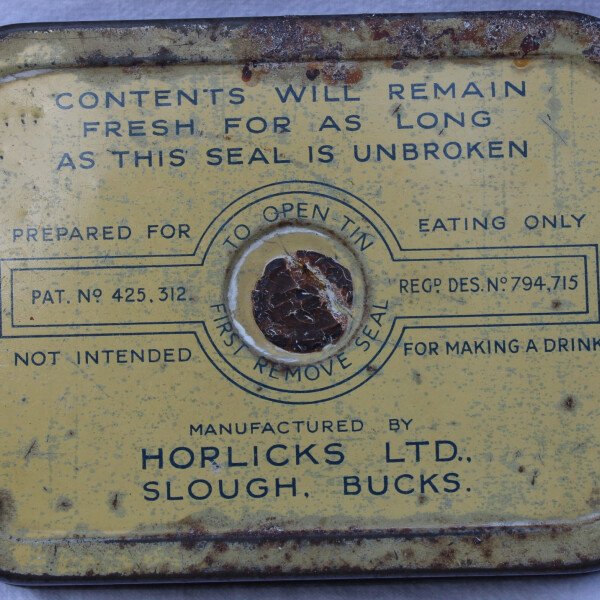 CONTENTS WILL REMAIN
FRESH FOR AS LONG
AS THIS SEAL IS UNBROKEN
PREPARED FOR EATING ONLY
TO OPEN TIN
PAT. Nº 425,312. REGD DES. Nº 794,715
FIRST REMOVE SEAL
NOT INTENDED FOR MAKING A DRINK
MANUFACTURED BY
HORLICKS LTD.,
SLOUGH, BUCKS.